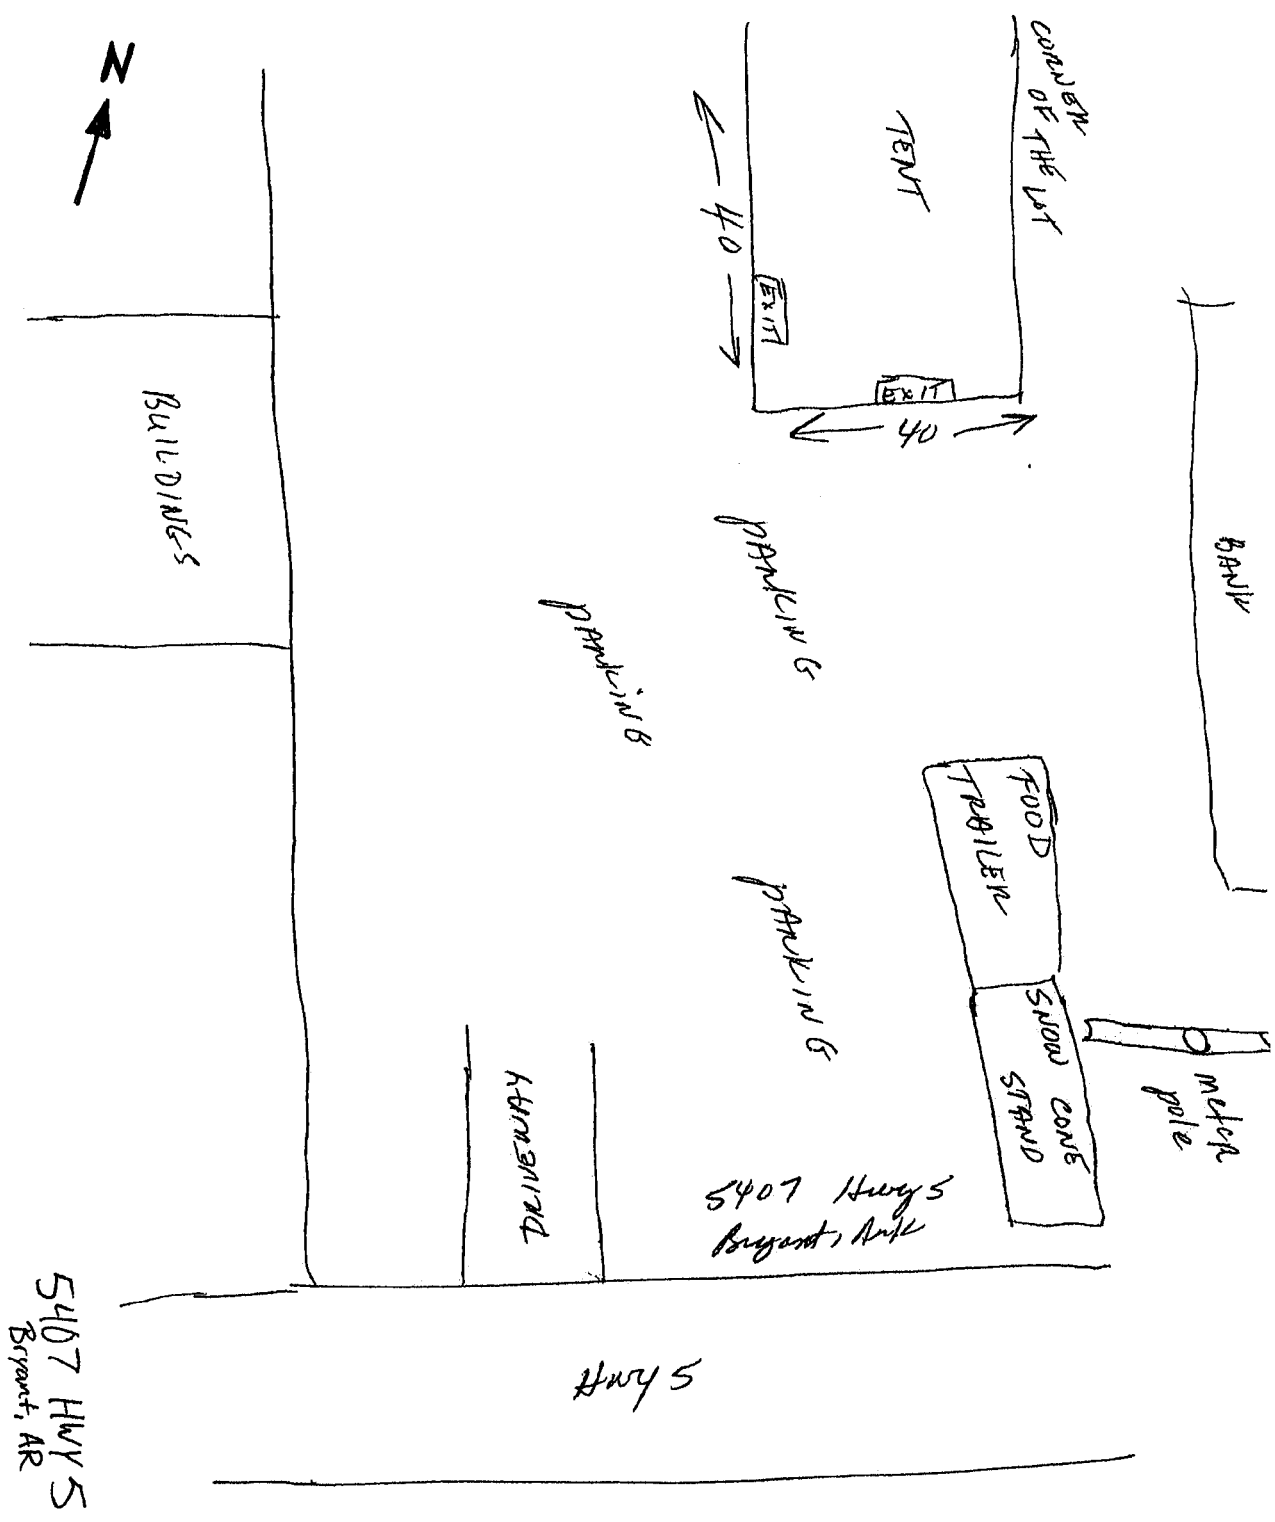 N
CORNER
OF THE LOT
TENT
40
EXIT
EXIT
40
BUILDINGS
PARKING
PARKING
BANK
FOOD
TRAILER
PARKING
SNOW CONE
STAND
Meter
pole
DRIVEWAY
5407 Hwy 5
Bryant, Ark
Hwy 5
5407 HWY 5
Bryant, AR